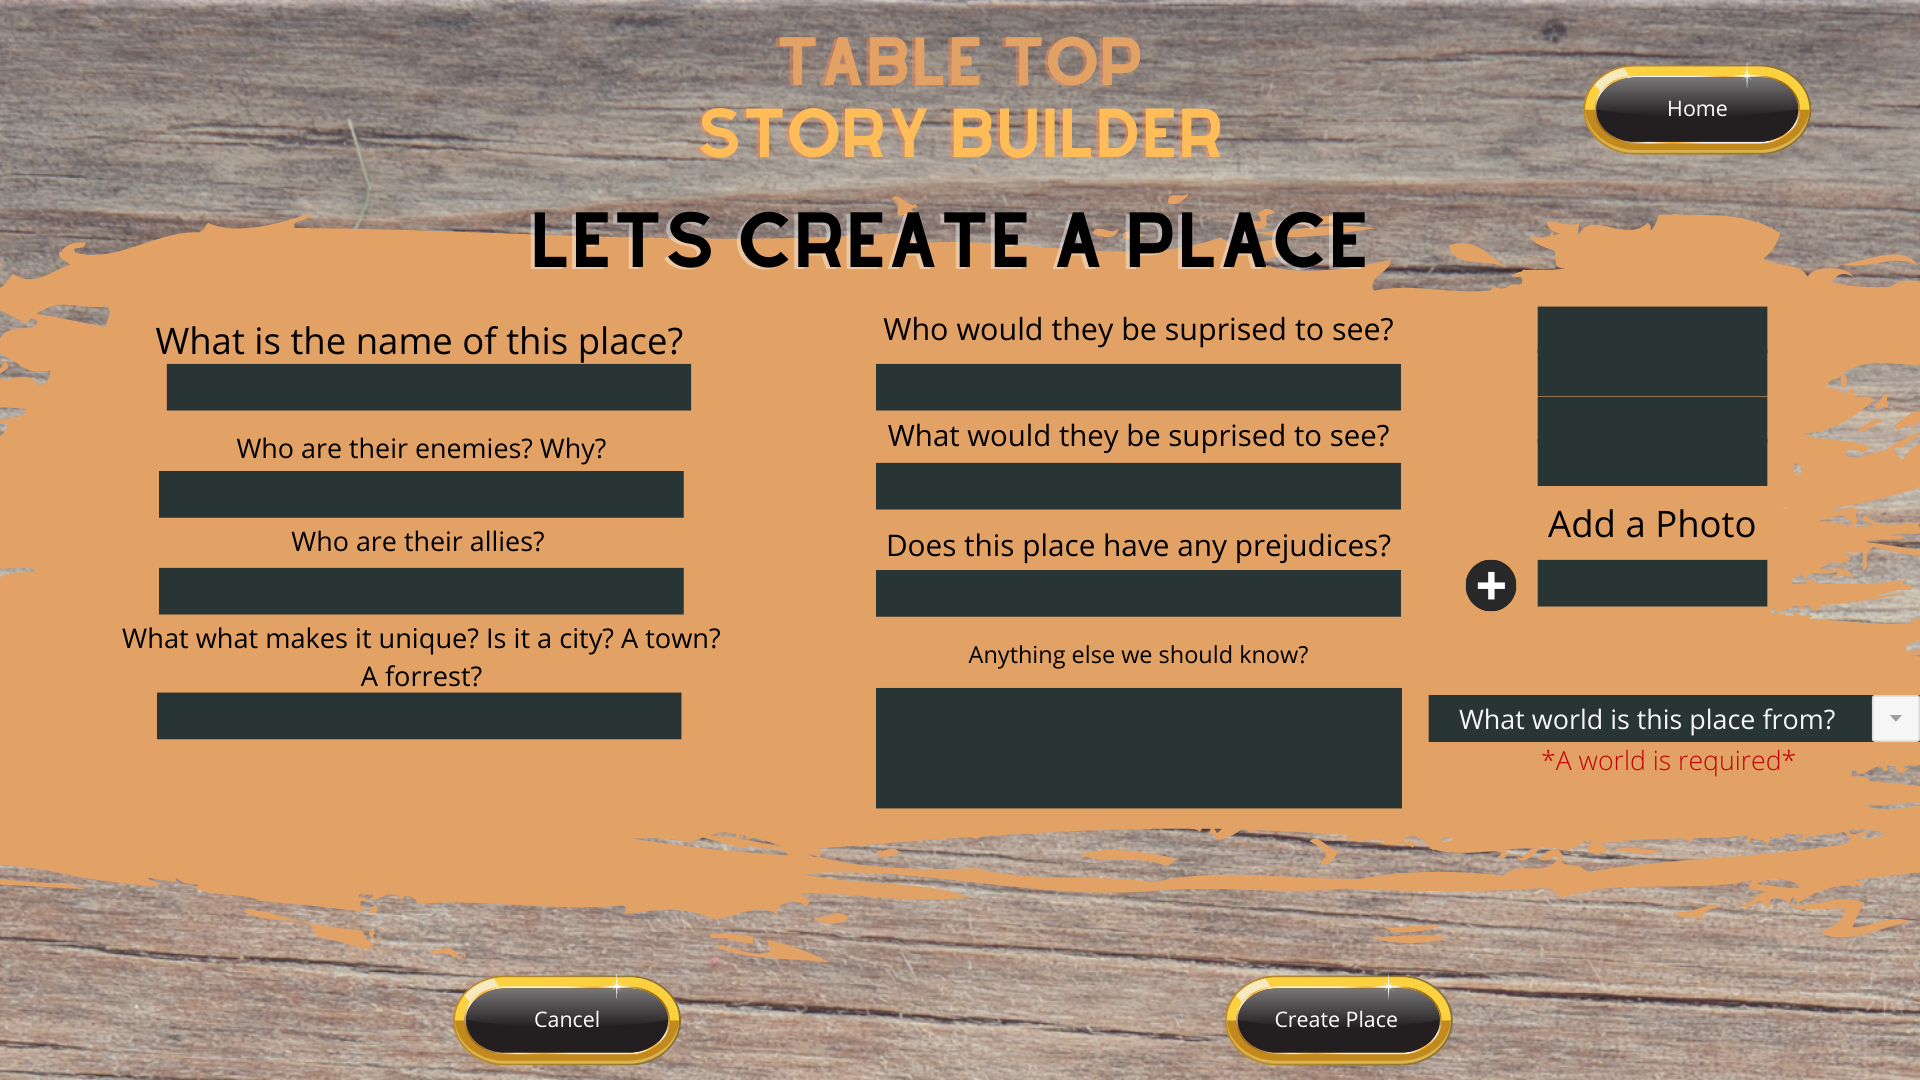 TABLE TOP
STORY BUILDER
Home
LETS CREATE A PLACE
What is the name of this place?
Who are their enemies? Why?
Who are their allies?
What what makes it unique? Is it a city? A town?
A forrest?
Who would they be suprised to see?
What would they be suprised to see?
Does this place have any prejudices?
Anything else we should know?
Add a Photo
What world is this place from?
*A world is required*
Cancel
Create Place